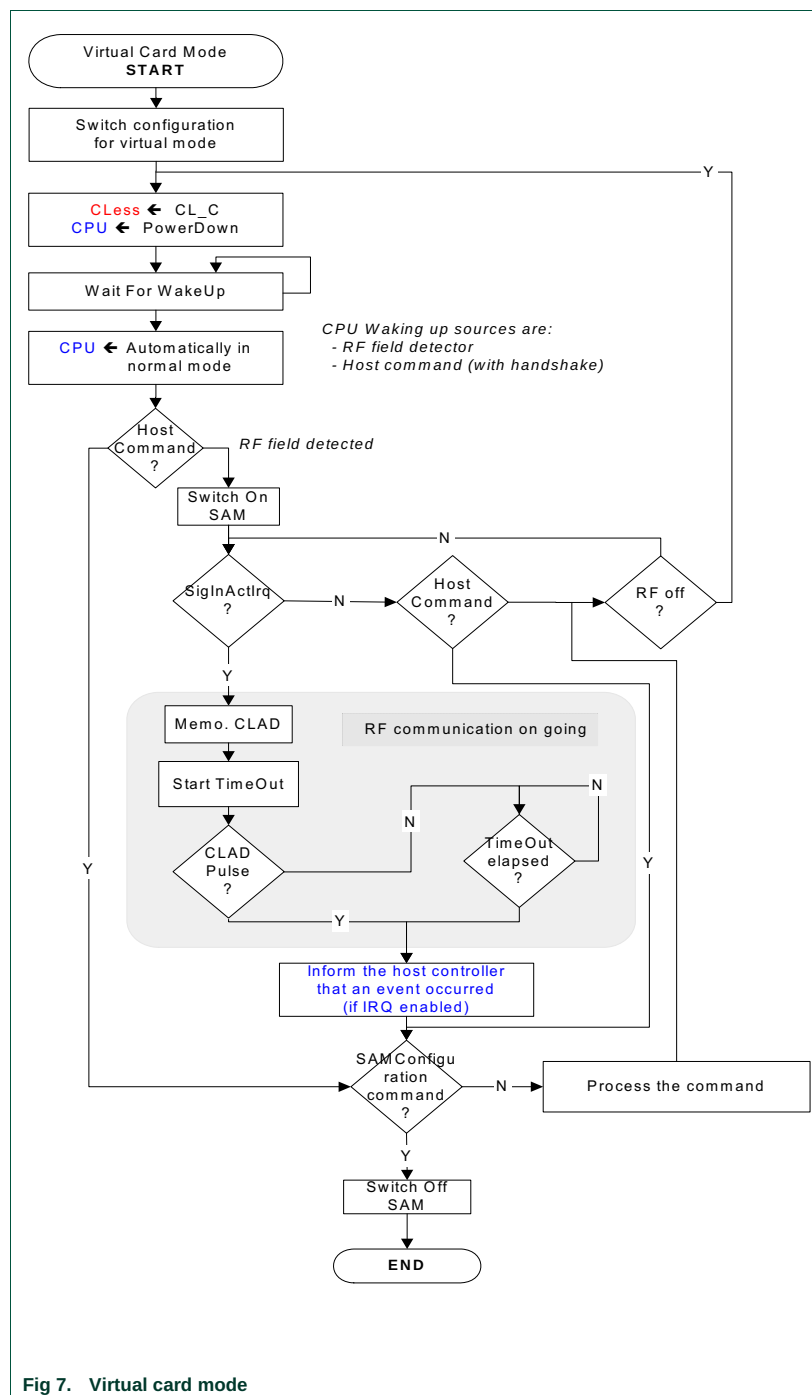 Virtual Card Mode
START
Switch configuration
for virtual mode
Y
CLess ← CL_C
CPU ← PowerDown
Wait For WakeUp
CPU ← Automatically in
normal mode
CPU Waking up sources are:
- RF field detector
- Host command (with handshake)
Host
Command
?
RF field detected
Switch On
SAM
N
SigInActIrq
?
N
Host
Command
?
RF off
?
Y
Memo. CLAD
RF communication on going
Start TimeOut
N
N
CLAD
Pulse
?
TimeOut
elapsed
?
Y
Y
Y
Inform the host controller
that an event occurred
(if IRQ enabled)
SAMConfigu
ration
command
?
N
Process the command
Y
Switch Off
SAM
END
Fig 7. Virtual card mode